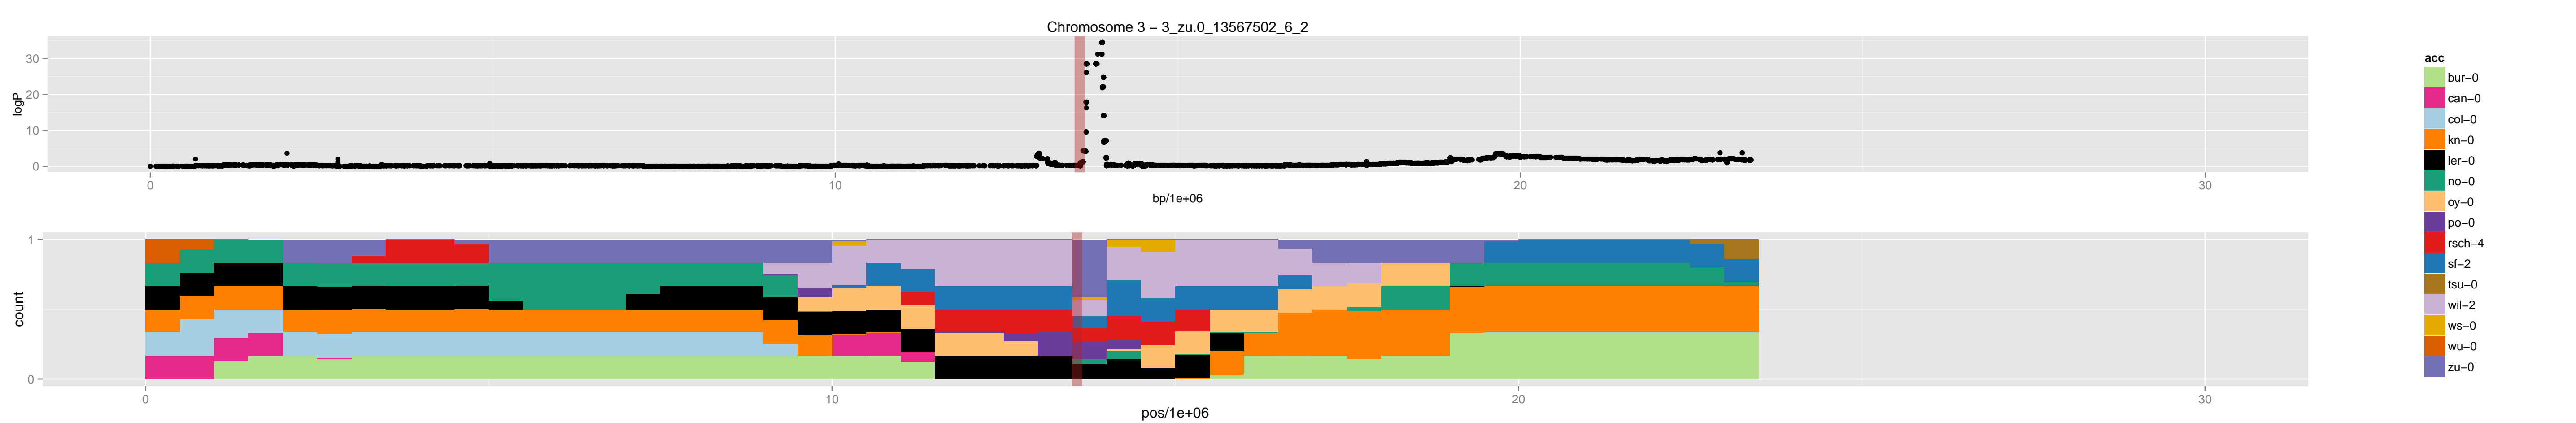 Chromosome 3 − 3_zu.0_13567502_6_2
logP
30
20
10
0
0 10 20 30
bp/1e+06
count
1
0
0 10 20 30
pos/1e+06
acc
bur−0
can−0
col−0
kn−0
ler−0
no−0
oy−0
po−0
rsch−4
sf−2
tsu−0
wil−2
ws−0
wu−0
zu−0